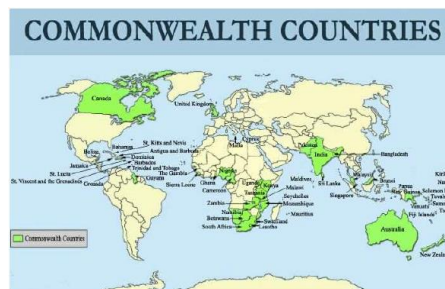 COMMONWEALTH COUNTRIES
Canada
United Kingdom
Cyprus
Malta
Pakistan
India
Bangladesh
Bahamas
St. Kitts and Nevis
Antigua and Barbuda
Belize
Dominica
Barbados
Jamaica
Trinidad and Tobago
St. Lucia
The Gambia
St. Vincent and the Grenadines
Guyana
Grenada
Sierra Leone
Ghana
Nigeria
Cameroon
Uganda
Kenya
Tanzania
Maldives
Malawi
Seychelles
Sri Lanka
Malaysia
Brunei
Singapore
Zambia
Mozambique
Mauritius
Namibia
Botswana
Swaziland
South Africa
Lesotho
Papua
New Guinea
Vanuatu
Fiji Islands
Australia
Commonwealth Countries